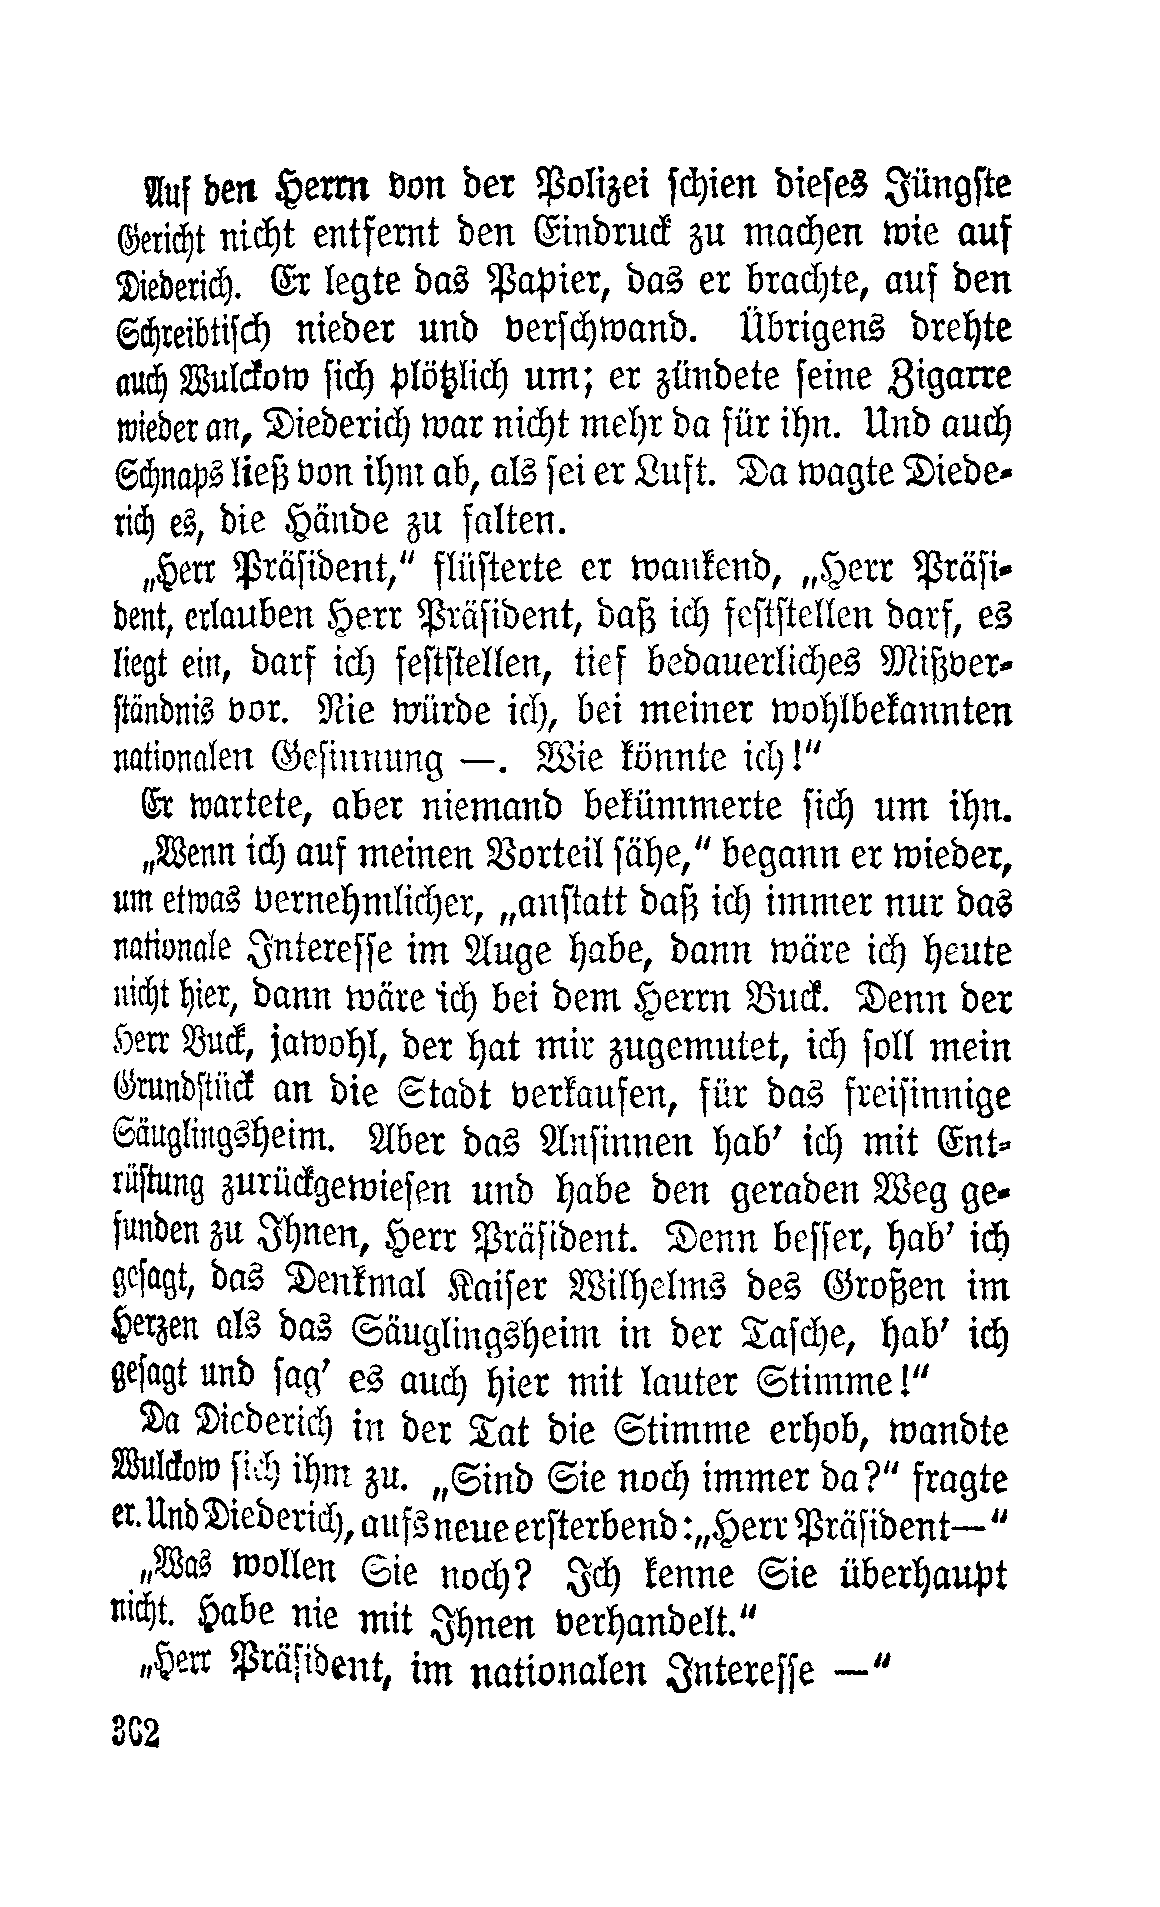 Auf den Herrn von der Polizei schien dieses Jüngste
Gericht nicht entfernt den Eindruck zu machen wie auf
Diederich. Er legte das Papier, das er brachte, auf den
Schreibtisch nieder und verschwand. Übrigens drehte
auch Wulckow sich plötzlich um; er zündete seine Zigarre
wieder an, Diederich war nicht mehr da für ihn. Und auch
Schnaps ließ von ihm ab, als sei er Luft. Da wagte Diede-
rich es, die Hände zu falten.
„Herr Präsident,“ flüsterte er wankend, „Herr Präsi-
dent, erlauben Herr Präsident, daß ich feststellen darf, es
liegt ein, darf ich feststellen, tief bedauerliches Mißver-
ständnis vor. Nie würde ich, bei meiner wohlbekannten
nationalen Gesinnung —. Wie könnte ich!“
Er wartete, aber niemand bekümmerte sich um ihn.
„Wenn ich auf meinen Vorteil sähe,“ begann er wieder,
um etwas vernehmlicher, „anstatt daß ich immer nur das
nationale Interesse im Auge habe, dann wäre ich heute
nicht hier, dann wäre ich bei dem Herrn Buck. Denn der
Herr Buck, jawohl, der hat mir zugemutet, ich soll mein
Grundstück an die Stadt verkaufen, für das freisinnige
Säuglingsheim. Aber das Ansinnen hab’ ich mit Ent-
rüstung zurückgewiesen und habe den geraden Weg ge-
funden zu Ihnen, Herr Präsident. Denn besser, hab’ ich
gesagt, das Denkmal Kaiser Wilhelms des Großen im
Herzen als das Säuglingsheim in der Tasche, hab’ ich
gesagt und sag’ es auch hier mit lauter Stimme!“
Da Diederich in der Tat die Stimme erhob, wandte
Wulckow sich ihm zu. „Sind Sie noch immer da?“ fragte
er. Und Diederich, aufs neue ersterbend: „Herr Präsident—“
„Was wollen Sie noch? Ich kenne Sie überhaupt
nicht. Habe nie mit Ihnen verhandelt.“
„Herr Präsident, im nationalen Interesse —“
362